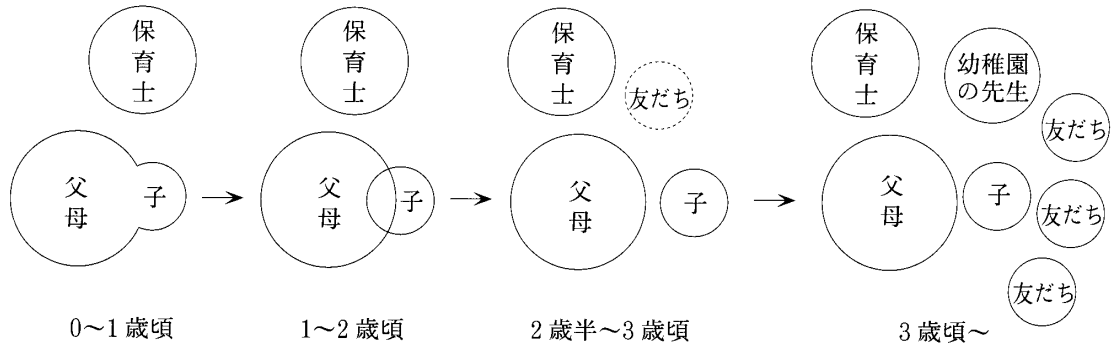 保育士
父母
子
0～1歳頃
保育士
父母
子
1～2歳頃
保育士
友だち
父母
子
2歳半～3歳頃
保育士
幼稚園
の先生
友だち
父母
子
友だち
友だち
3歳頃～